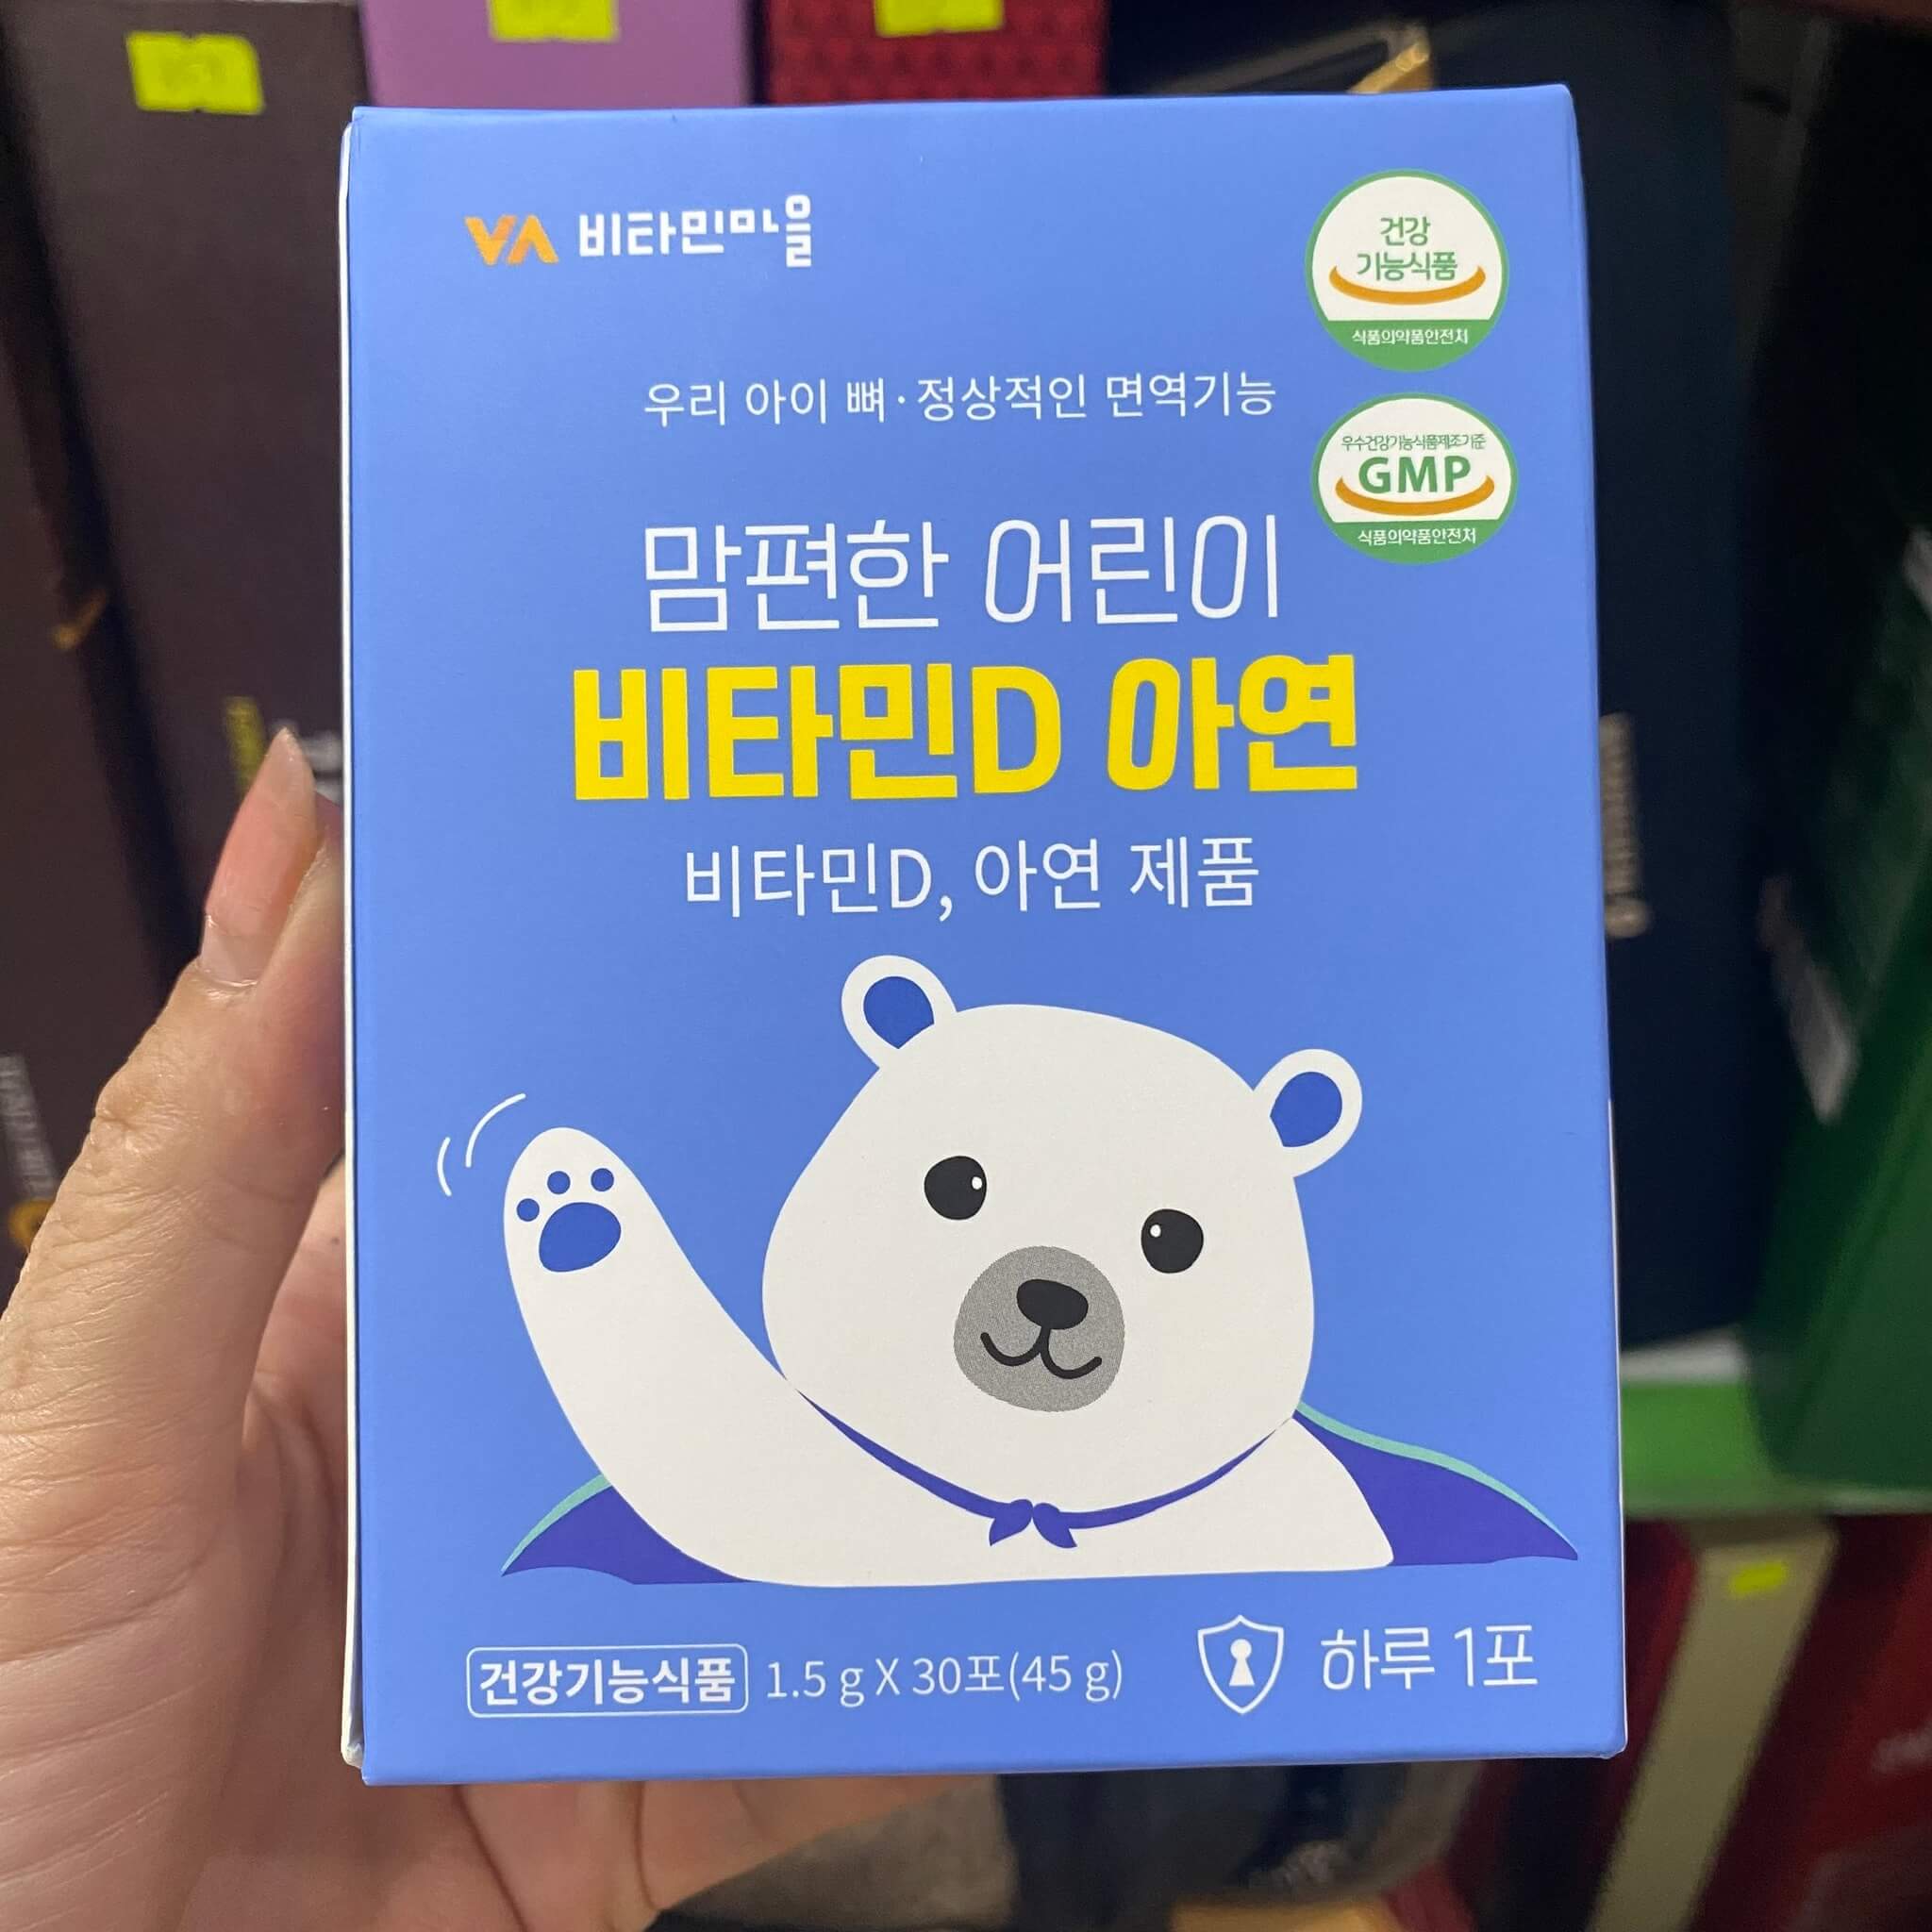 VA 비타민마을
건강
기능식품
식품의약품안전처
우리 아이 뼈·정상적인 면역기능
우수건강기능식품제조기준
GMP
식품의약품안전처
맘편한 어린이
비타민D 아연
비타민D, 아연 제품
건강기능식품 1.5 g X 30포(45 g)
하루 1포